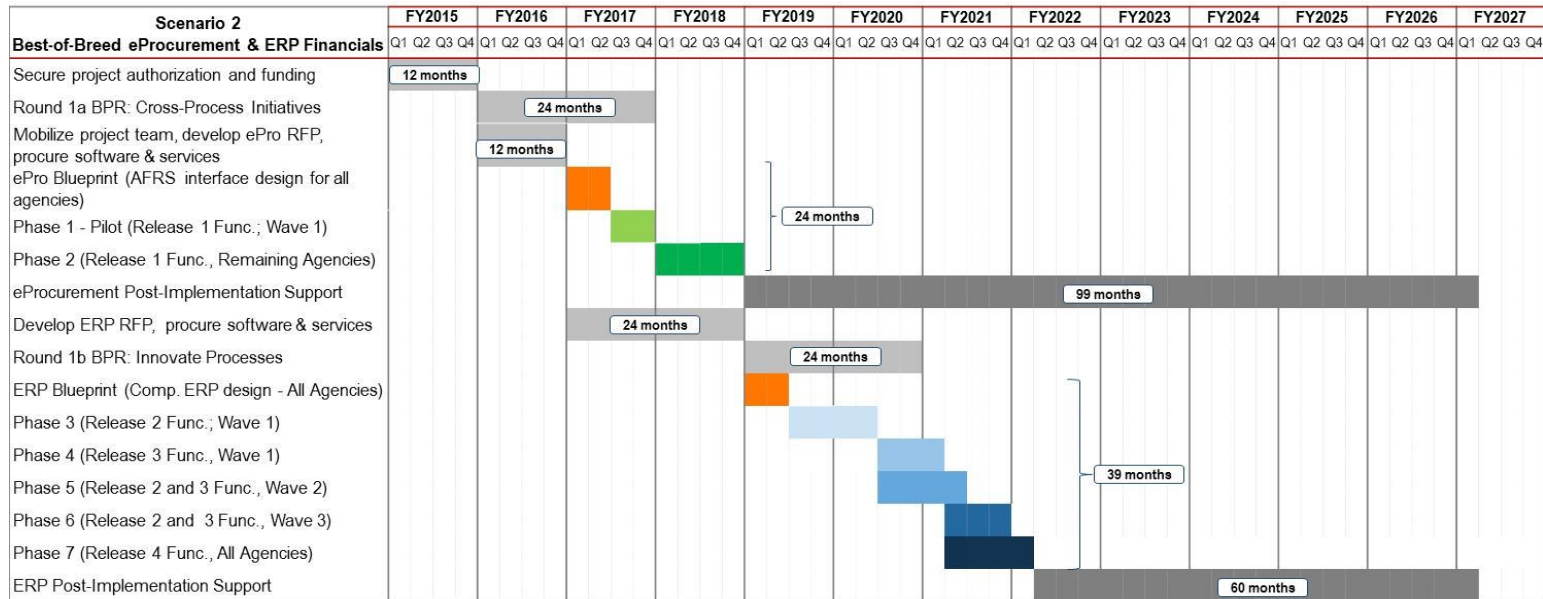 Scenario 2
Best-of-Breed eProcurement & ERP Financials
FY2015 FY2016 FY2017 FY2018 FY2019 FY2020 FY2021 FY2022 FY2023 FY2024 FY2025 FY2026 FY2027
Q1 Q2 Q3 Q4 Q1 Q2 Q3 Q4 Q1 Q2 Q3 Q4 Q1 Q2 Q3 Q4 Q1 Q2 Q3 Q4 Q1 Q2 Q3 Q4 Q1 Q2 Q3 Q4 Q1 Q2 Q3 Q4 Q1 Q2 Q3 Q4 Q1 Q2 Q3 Q4 Q1 Q2 Q3 Q4 Q1 Q2 Q3 Q4 Q1 Q2 Q3 Q4
Secure project authorization and funding 12 months
Round 1a BPR: Cross-Process Initiatives 24 months
Mobilize project team, develop ePro RFP,
procure software & services 12 months
ePro Blueprint (AFRS interface design for all
agencies)
24 months
Phase 1 - Pilot (Release 1 Func.; Wave 1)
Phase 2 (Release 1 Func., Remaining Agencies)
eProcurement Post-Implementation Support 99 months
Develop ERP RFP, procure software & services 24 months
Round 1b BPR: Innovate Processes 24 months
ERP Blueprint (Comp. ERP design - All Agencies)
Phase 3 (Release 2 Func.; Wave 1)
Phase 4 (Release 3 Func., Wave 1)
39 months
Phase 5 (Release 2 and 3 Func., Wave 2)
Phase 6 (Release 2 and 3 Func., Wave 3)
Phase 7 (Release 4 Func., All Agencies)
ERP Post-Implementation Support 60 months